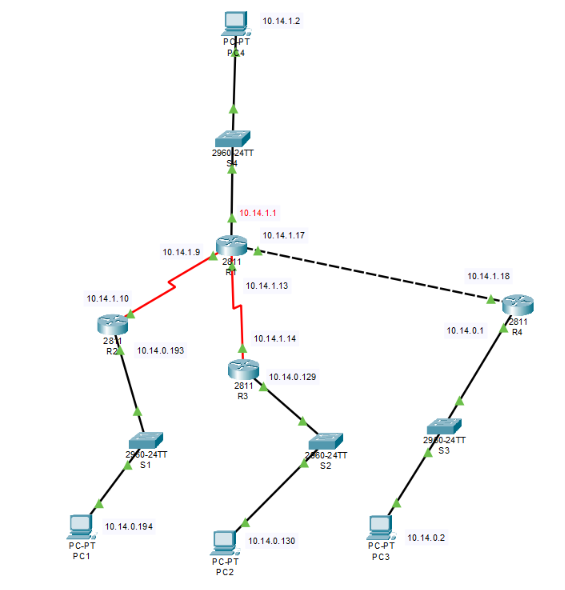 10.14.1.2
PC-PT
PC4
2960-24TT
S4
10.14.1.1
10.14.1.17
10.14.1.9
2811
R1
10.14.1.13
10.14.1.18
10.14.1.10
2811
R2
10.14.0.193
10.14.1.14
10.14.0.1
2811
R4
2811
R3
10.14.0.129
2960-24TT
S1
2960-24TT
S2
2960-24TT
S3
10.14.0.194
PC-PT
PC1
10.14.0.130
PC-PT
PC2
10.14.0.2
PC-PT
PC3